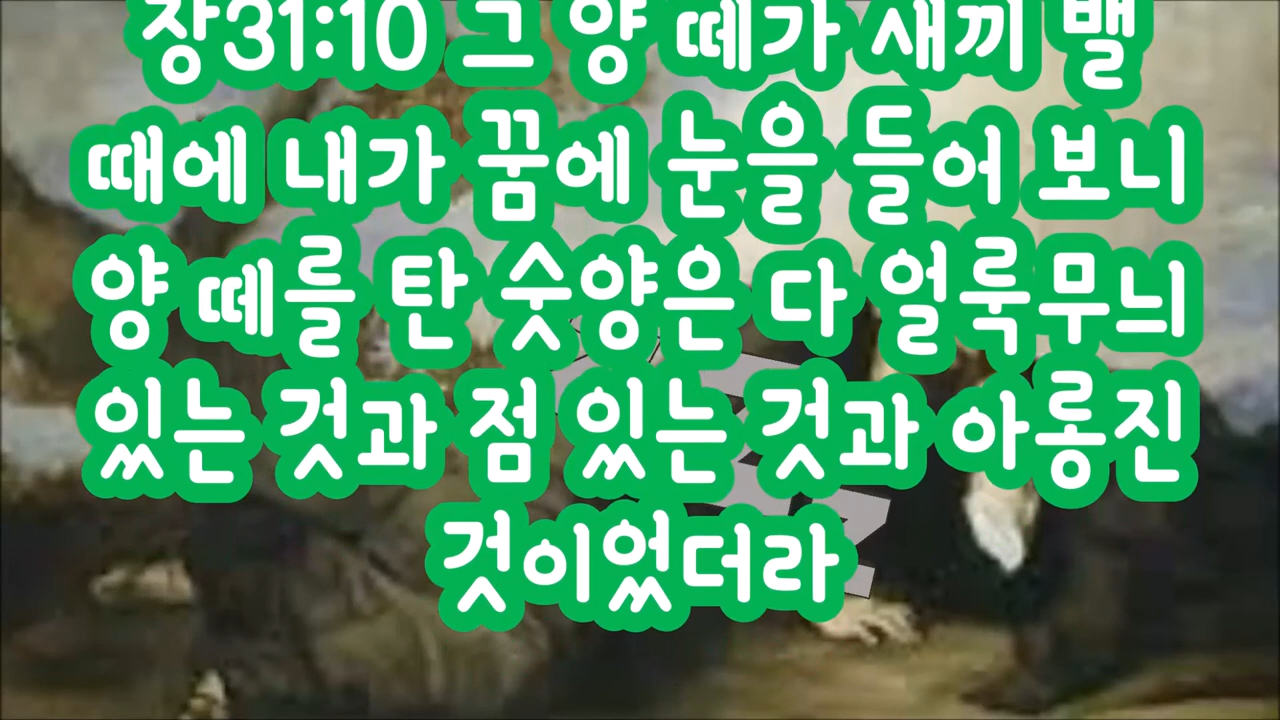 장31:10 그 양 떼가 새끼 밸
때에 내가 꿈에 눈을 들어 보니
양 떼를 탄 숫양은 다 얼룩무늬
있는 것과 점 있는 것과 아롱진
것이었더라